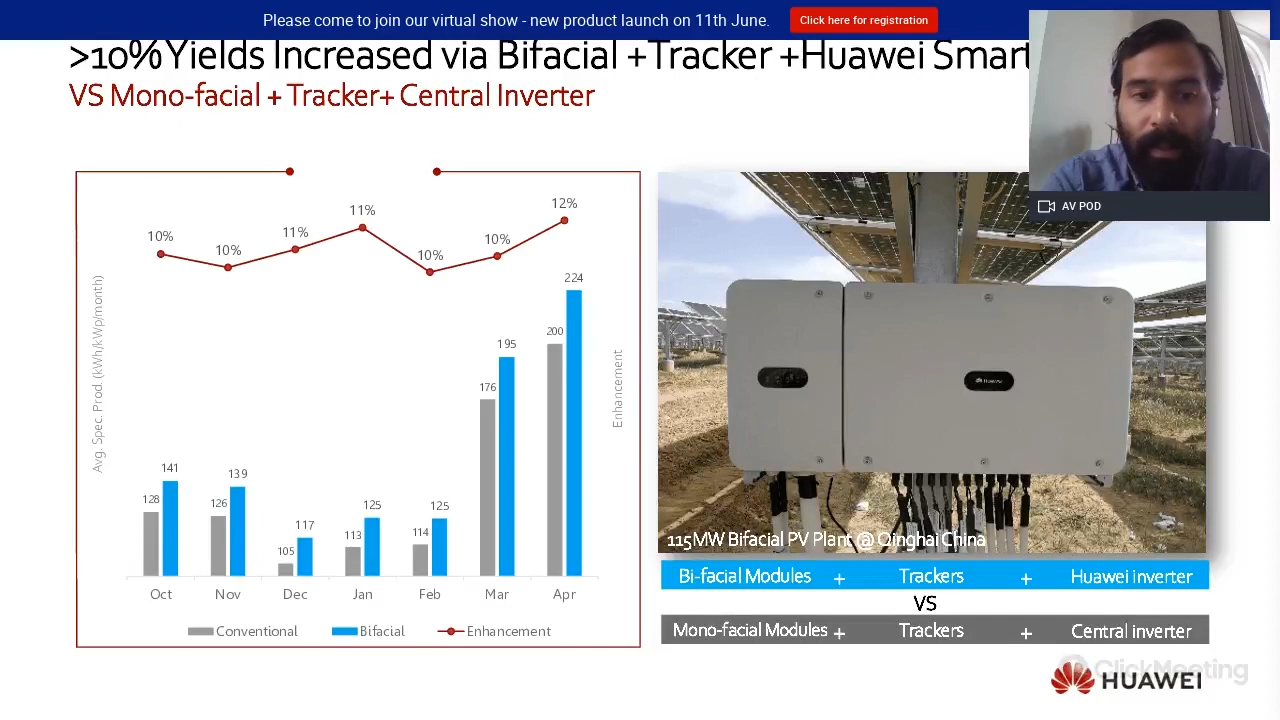 Please come to join our virtual show - new product launch on 11th June.
Click here for registration
>10%Yields Increased via Bifacial +Tracker +Huawei Smart
VS Mono-facial + Tracker+ Central Inverter
AV POD
10%
10%
11%
11%
10%
10%
12%
Avg. Spec. Prod. (kWh/kWp/month)
Enhancement
128
141
126
139
105
117
113
125
114
125
176
195
200
224
Oct
Nov
Dec
Jan
Feb
Mar
Apr
Conventional
Bifacial
Enhancement
HUAWEI
115MW Bifacial PV Plant @ Qinghai China
Bi-facial Modules + Trackers + Huawei inverter
VS
Mono-facial Modules + Trackers + Central inverter
ClickMeeting
HUAWEI